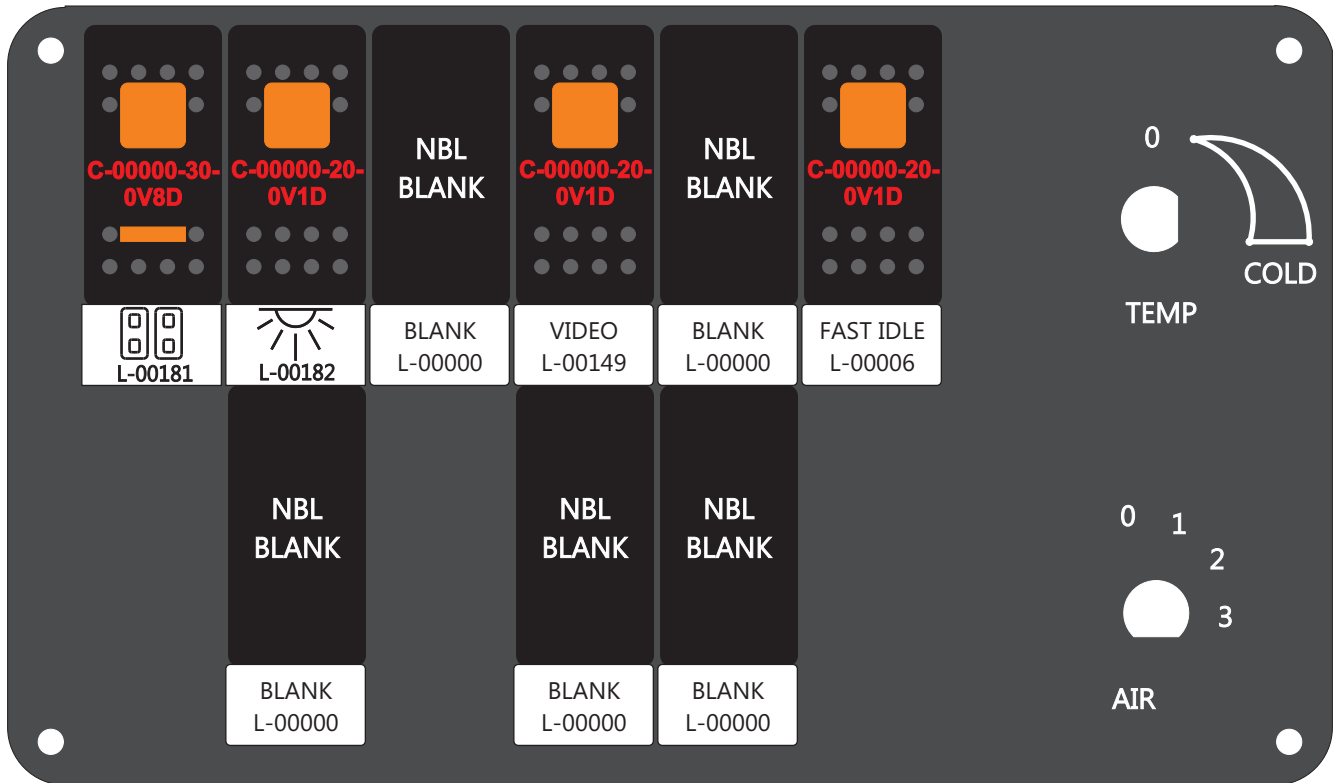 C-00000-30-
0V8D
C-00000-20-
0V1D
NBL
BLANK
C-00000-20-
0V1D
NBL
BLANK
C-00000-20-
0V1D
L-00181
L-00182
BLANK
L-00000
VIDEO
L-00149
BLANK
L-00000
FAST IDLE
L-00006
0
COLD
TEMP
NBL
BLANK
NBL
BLANK
NBL
BLANK
BLANK
L-00000
BLANK
L-00000
BLANK
L-00000
0
1
2
3
AIR